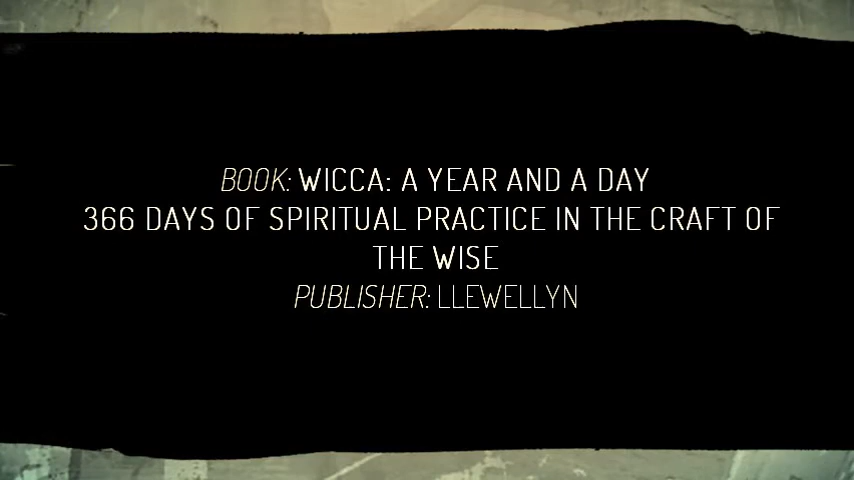 BOOK: WICCA: A YEAR AND A DAY
366 DAYS OF SPIRITUAL PRACTICE IN THE CRAFT OF
THE WISE
PUBLISHER: LLEWELLYN